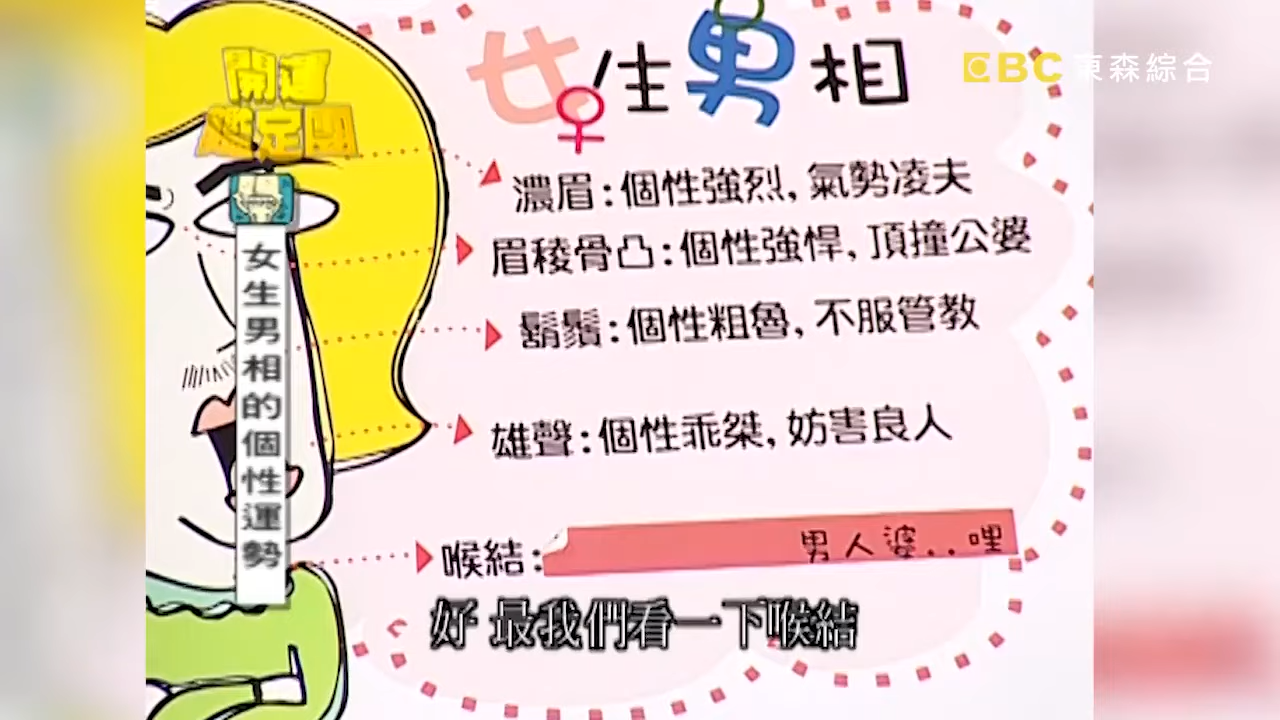 女生男相
EBC 東森綜合
開運
鑑定團
濃眉:個性強烈,氣勢凌夫
眉稜骨凸:個性強悍,頂撞公婆
鬍鬚:個性粗魯,不服管教
雄聲:個性乖桀,妨害良人
喉結:
男人婆..哩
女生男相的個性運勢
好 最我們看一下喉結